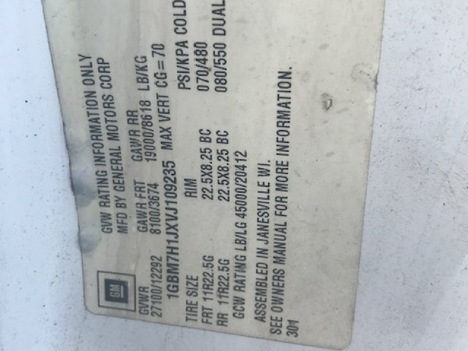 GVW RATING INFORMATION ONLY
MFD BY GENERAL MOTORS CORP
GM
GVWR GAWR FRT GAWR RR
27100/12292 8100/3674 19000/8618 LB/KG
1GBM7H1JXVJ109235 MAX VERT CG=70
TIRE SIZE RIM PSI/KPA COLD
FRT 11R22.5G 22.5X8.25 BC 070/480
RR 11R22.5G 22.5X8.25 BC 080/550 DUAL
GCW RATING LB/LG 45000/20412
ASSEMBLED IN JANESVILLE WI.
SEE OWNERS MANUAL FOR MORE INFORMATION.
301